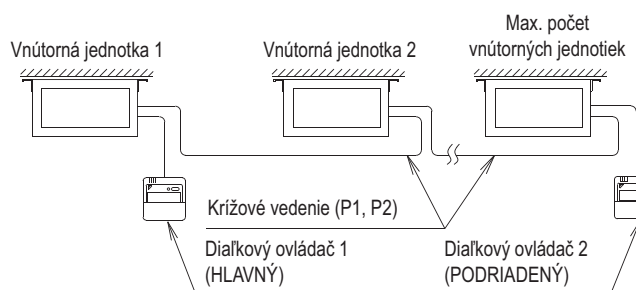 Vnútorná jednotka 1
Vnútorná jednotka 2
Max. počet
vnútorných jednotiek
Krížové vedenie (P1, P2)
Diaľkový ovládač 1
(HLAVNÝ)
Diaľkový ovládač 2
(PODRIADENÝ)